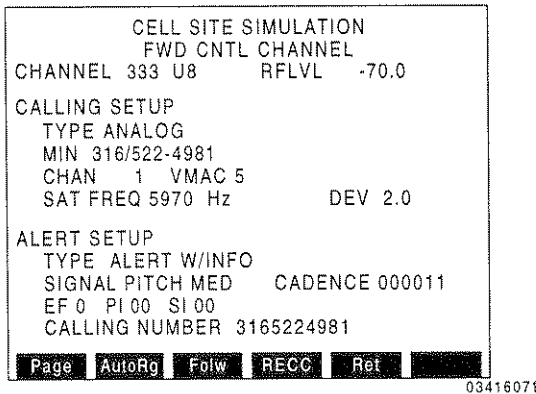 CELL SITE SIMULATION
FWD CNTL CHANNEL
CHANNEL 333 U8 RFLVL -70.0
CALLING SETUP
TYPE ANALOG
MIN 316/522-4981
CHAN 1 VMAC 5
SAT FREQ 5970 Hz DEV 2.0
ALERT SETUP
TYPE ALERT W/INFO
SIGNAL PITCH MED CADENCE 000011
EF 0 PI 00 SI 00
CALLING NUMBER 3165224981
Page AutoRg Folw RECC Ret
03416079